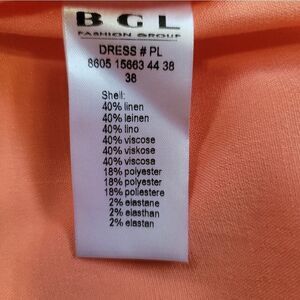 BGL
FASHION GROUP
DRESS # PL
8605 15663 44 38
38
Shell:
40% linen
40% leinen
40% lino
40% viscose
40% viskose
40% viscosa
18% polyester
18% polyester
18% poliestere
2% elastane
2% elasthan
2% elastan